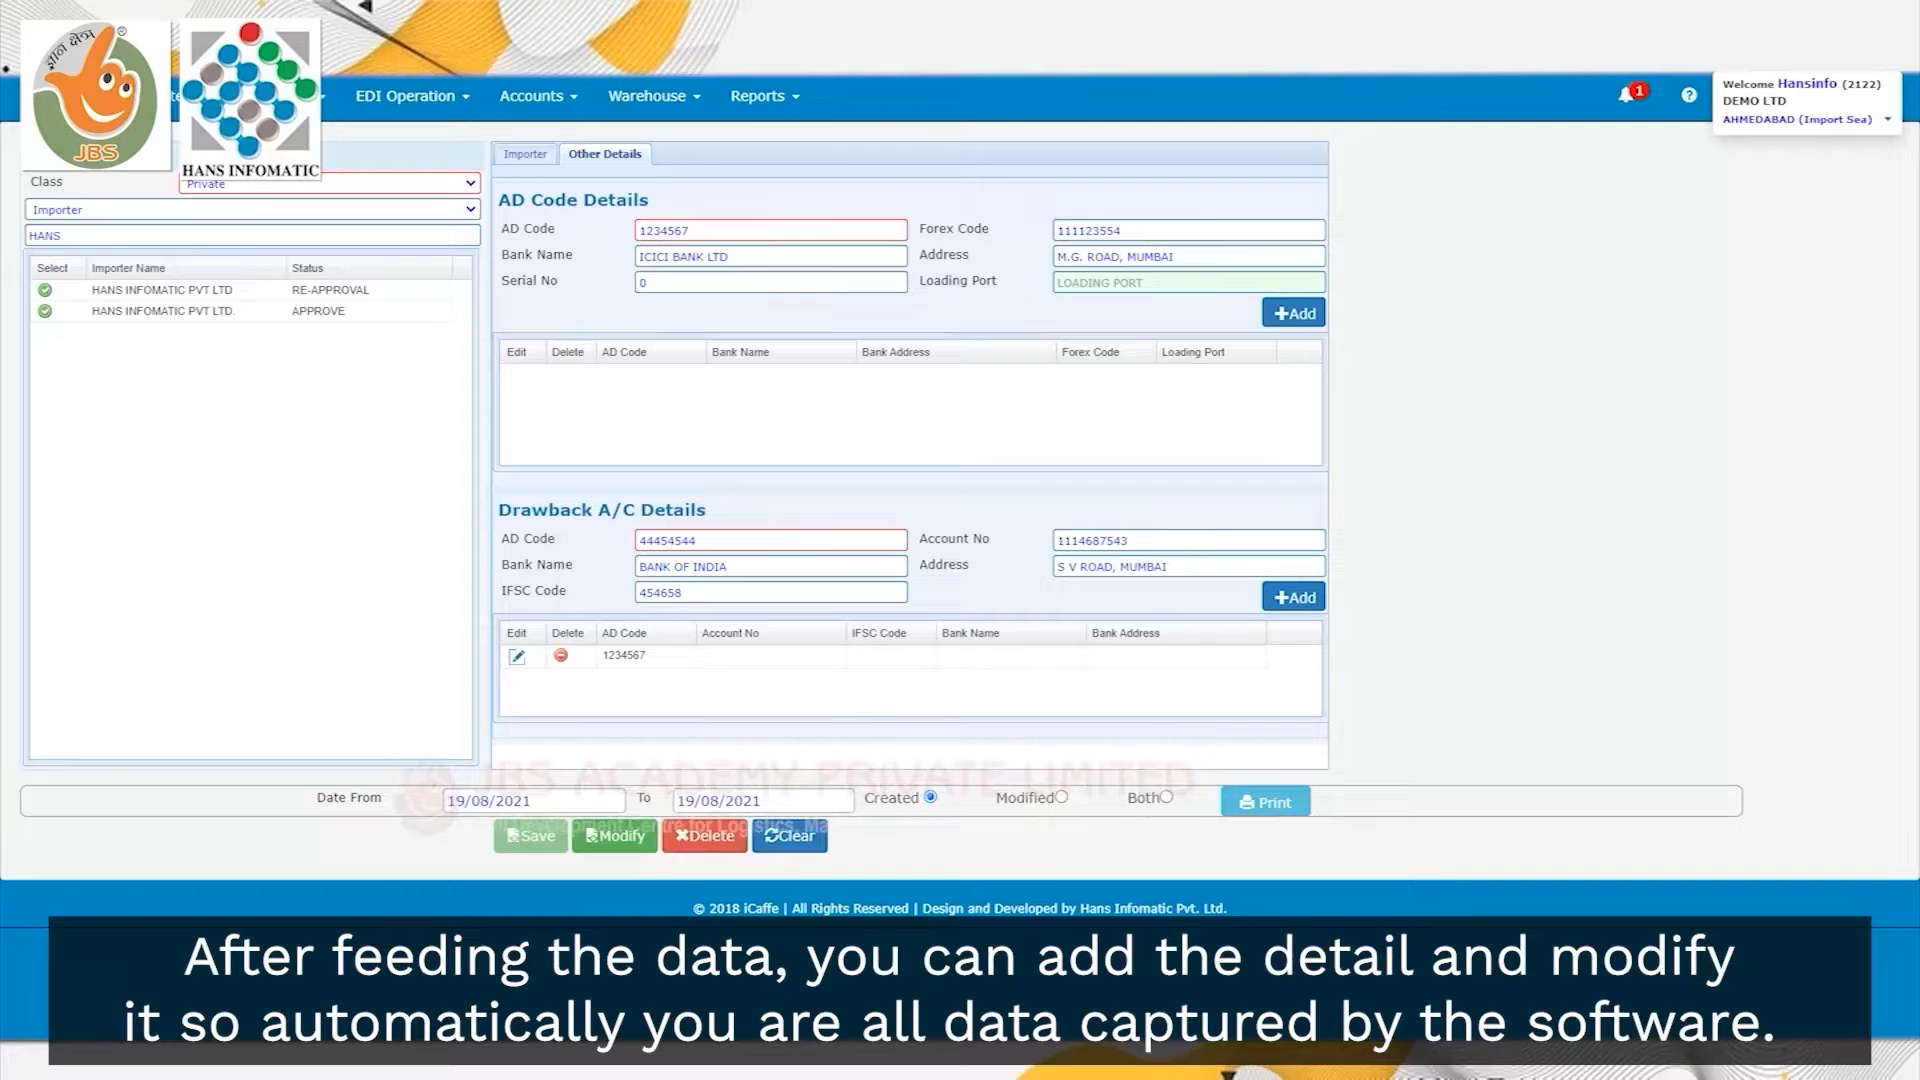 ज्ञान क्षेत्र
®
JBS
HANS INFOMATIC
EDI Operation
Accounts
Warehouse
Reports
1
Welcome Hansinfo (2122)
DEMO LTD
AHMEDABAD (Import Sea)
Class
Private
Importer
HANS
Select Importer Name Status
HANS INFOMATIC PVT LTD RE-APPROVAL
HANS INFOMATIC PVT LTD. APPROVE
Importer Other Details
AD Code Details
AD Code 1234567 Forex Code 111123554
Bank Name ICICI BANK LTD Address M.G. ROAD, MUMBAI
Serial No 0 Loading Port LOADING PORT
+Add
Edit Delete AD Code Bank Name Bank Address Forex Code Loading Port
Drawback A/C Details
AD Code 44454544 Account No 1114687543
Bank Name BANK OF INDIA Address S V ROAD, MUMBAI
IFSC Code 454658
+Add
Edit Delete AD Code Account No IFSC Code Bank Name Bank Address
1234567
JBS ACADEMY PRIVATE LIMITED
Date From 19/08/2021 To 19/08/2021 Created Modified Both Print
Save Modify Delete Clear
© 2018 iCaffe | All Rights Reserved | Design and Developed by Hans Infomatic Pvt. Ltd.
After feeding the data, you can add the detail and modify
it so automatically you are all data captured by the software.